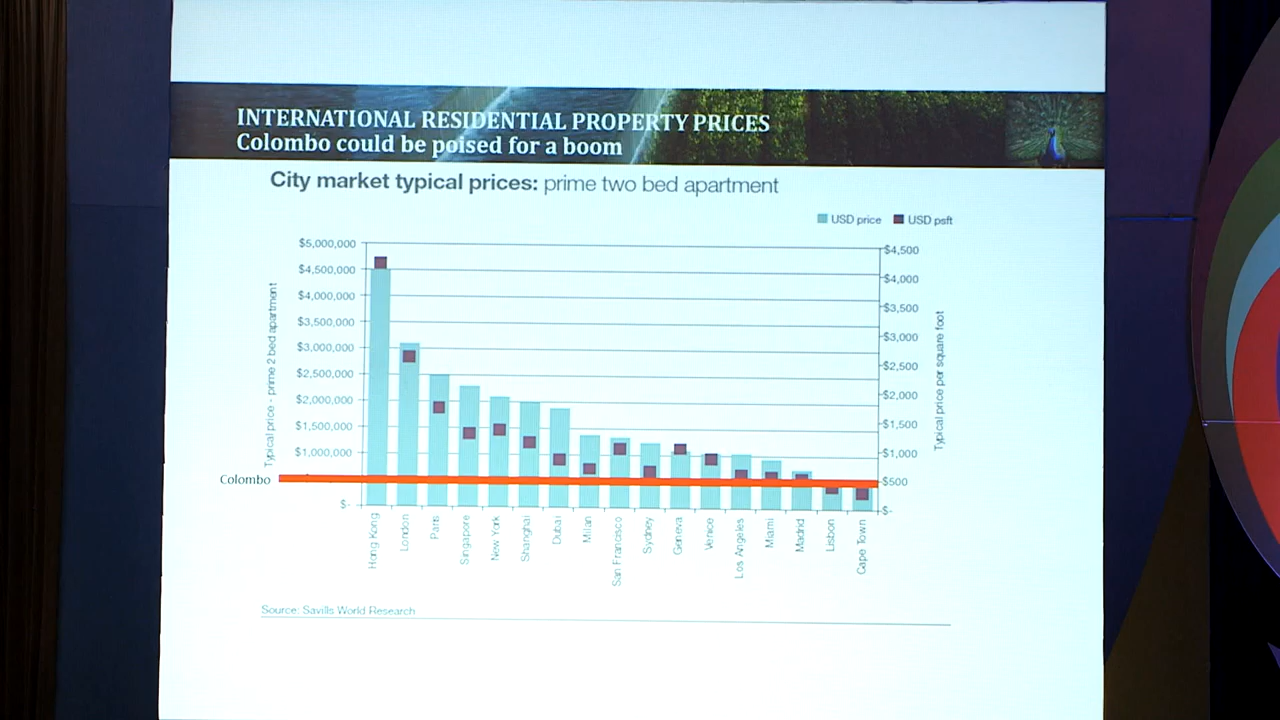 INTERNATIONAL RESIDENTIAL PROPERTY PRICES
Colombo could be poised for a boom
City market typical prices: prime two bed apartment
USD price
USD psft
$5,000,000
$4,500,000
$4,000,000
$3,500,000
$3,000,000
$2,500,000
$2,000,000
$1,500,000
$1,000,000
$-
Typical price - prime 2 bed apartment
Colombo
$4,500
$4,000
$3,500
$3,000
$2,500
$2,000
$1,500
$1,000
$500
$-
Typical price per square foot
Hong Kong
London
Paris
Singapore
New York
Shanghai
Dubai
Milan
San Francisco
Sydney
Geneva
Venice
Los Angeles
Miami
Madrid
Lisbon
Cape Town
Source: Savills World Research